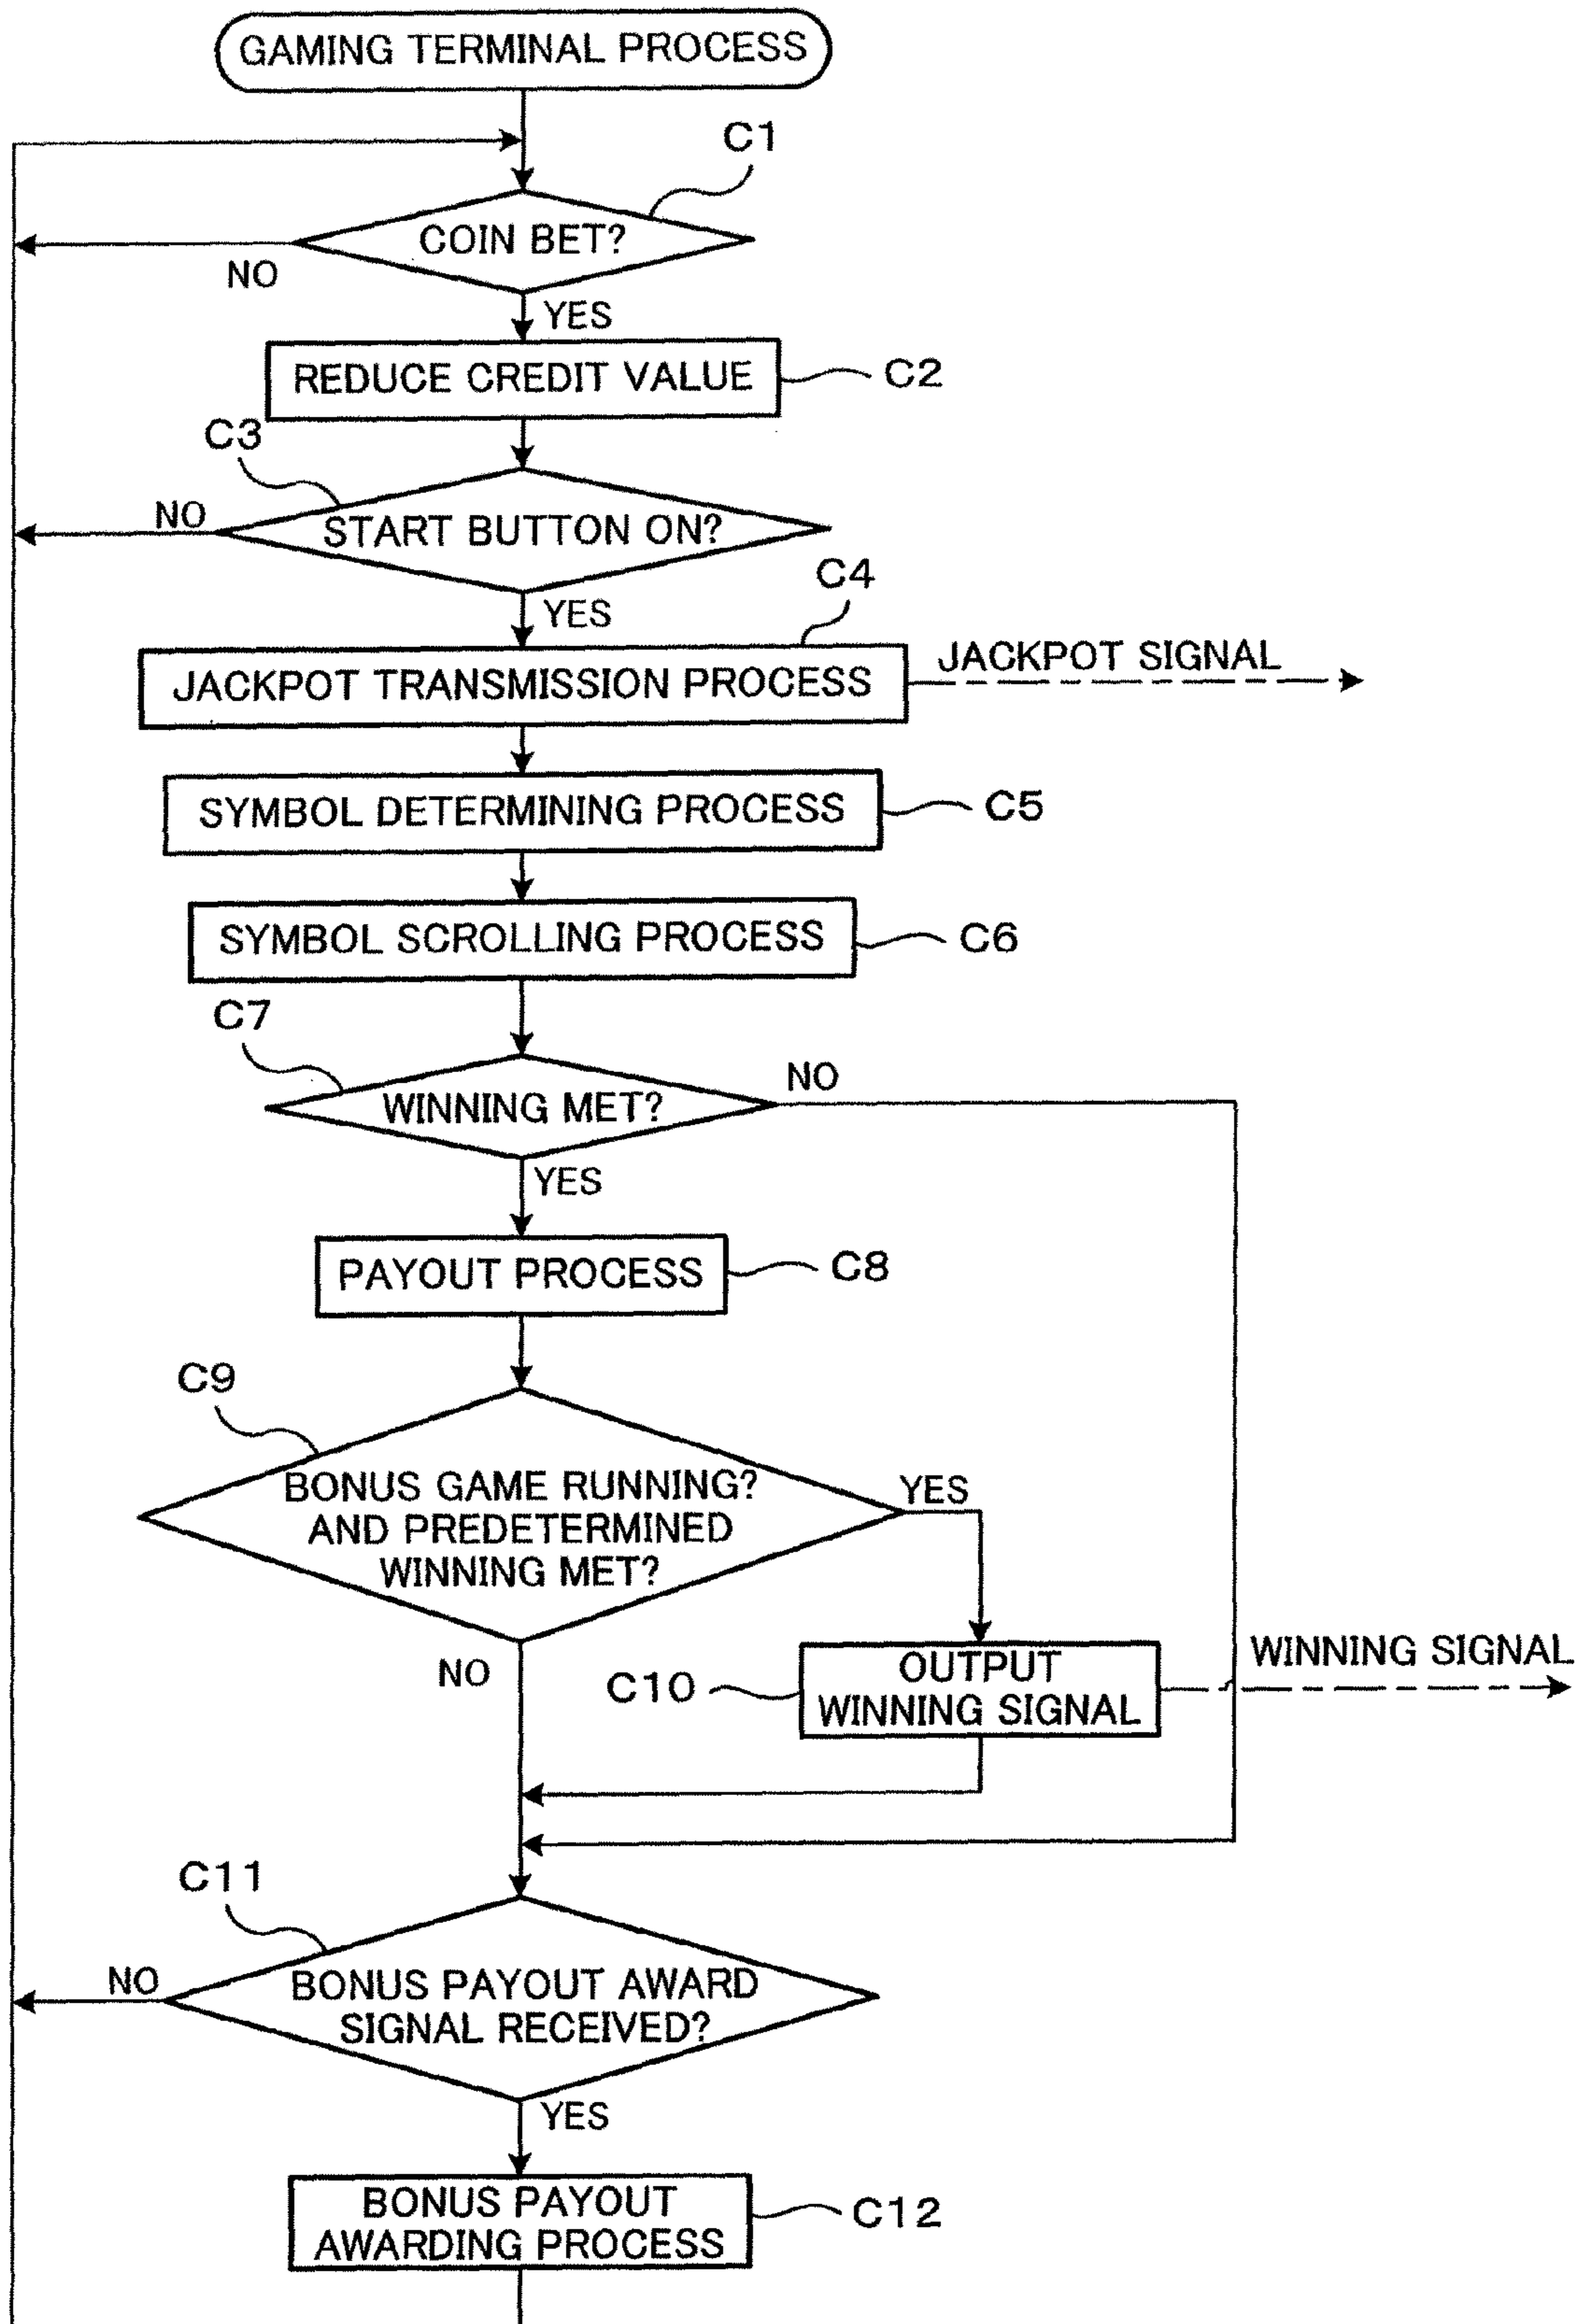 GAMING TERMINAL PROCESS
C1
COIN BET?
NO
YES
REDUCE CREDIT VALUE
C2
C3
NO
START BUTTON ON?
YES
C4
JACKPOT TRANSMISSION PROCESS
JACKPOT SIGNAL
SYMBOL DETERMINING PROCESS
C5
SYMBOL SCROLLING PROCESS
C6
C7
WINNING MET?
NO
YES
PAYOUT PROCESS
C8
C9
BONUS GAME RUNNING?
AND PREDETERMINED
WINNING MET?
YES
NO
C10
OUTPUT
WINNING SIGNAL
WINNING SIGNAL
C11
NO
BONUS PAYOUT AWARD
SIGNAL RECEIVED?
YES
BONUS PAYOUT
AWARDING PROCESS
C12